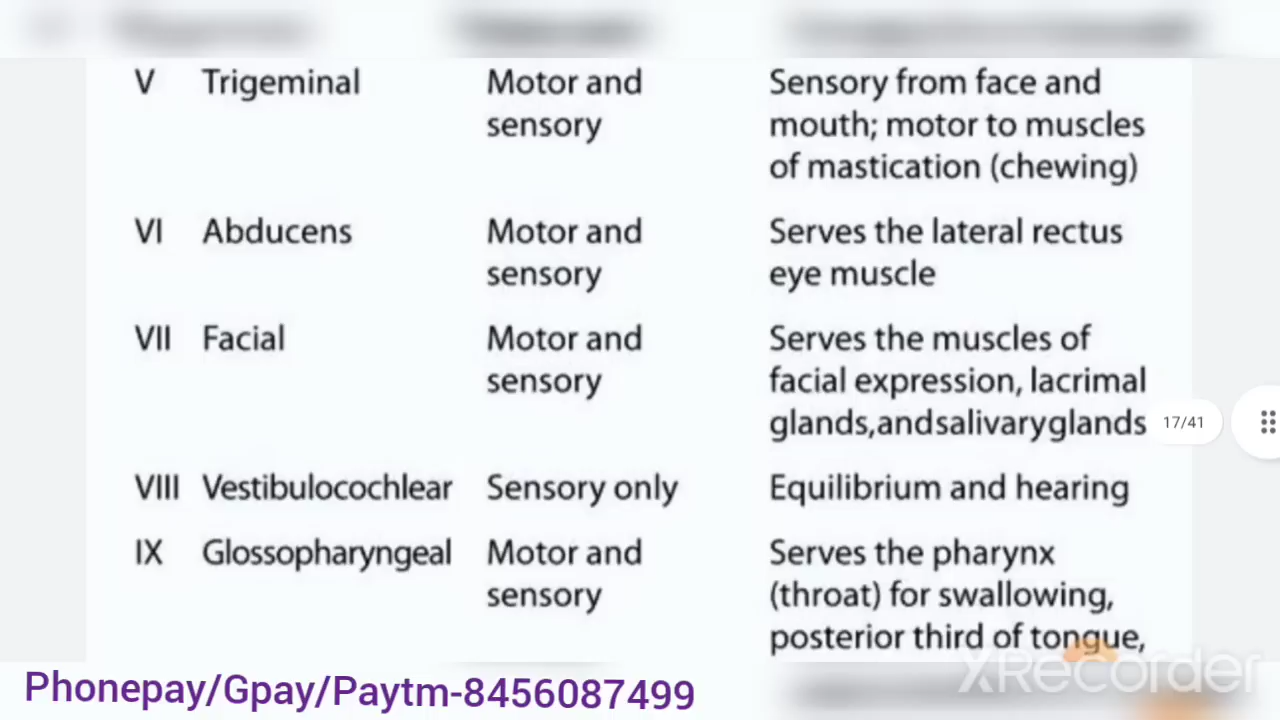 V Trigeminal Motor and Sensory from face and
sensory mouth; motor to muscles
of mastication (chewing)
VI Abducens Motor and Serves the lateral rectus
sensory eye muscle
VII Facial Motor and Serves the muscles of
sensory facial expression, lacrimal
glands,andsalivaryglands
17/41
VIII Vestibulocochlear Sensory only Equilibrium and hearing
IX Glossopharyngeal Motor and Serves the pharynx
sensory (throat) for swallowing,
posterior third of tongue,
XRecorder
Phonepay/Gpay/Paytm-8456087499